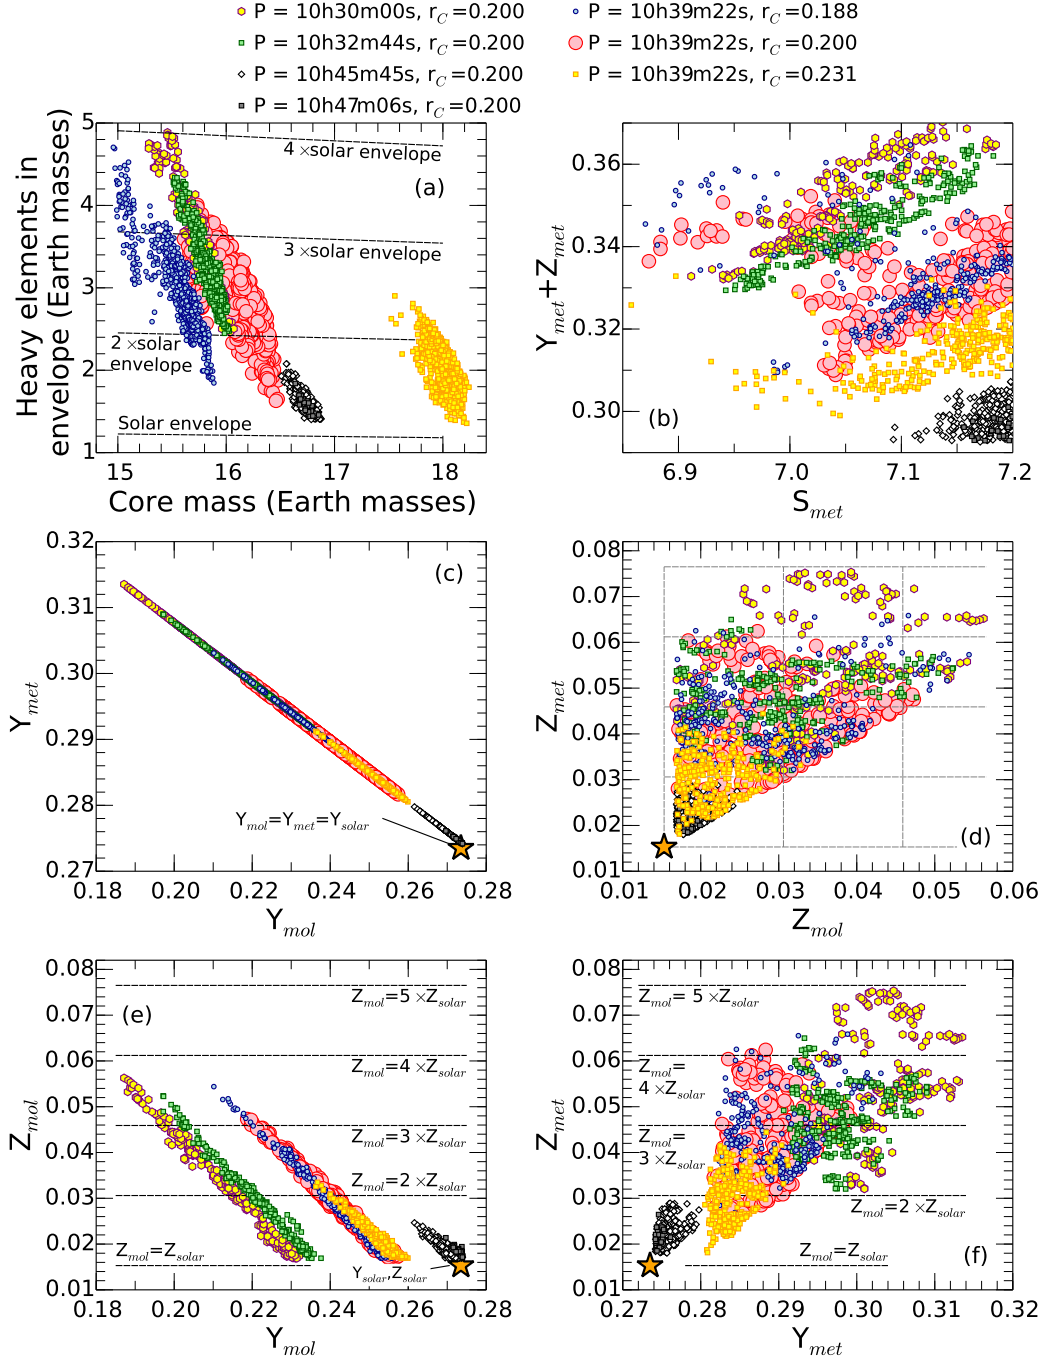 P = 10h30m00s, r_C=0.200
P = 10h32m44s, r_C=0.200
P = 10h45m45s, r_C=0.200
P = 10h47m06s, r_C=0.200
P = 10h39m22s, r_C=0.188
P = 10h39m22s, r_C=0.200
P = 10h39m22s, r_C=0.231
Heavy elements in
envelope (Earth masses)
5
4
3
2
1
4×solar envelope
(a)
3×solar envelope
2×solar
envelope
Solar envelope
15 16 17 18
Core mass (Earth masses)
Y_met+Z_met
0.36
0.34
0.32
0.30
(b)
6.9 7.0 7.1 7.2
S_met
Y_met
0.32
0.31
0.30
0.29
0.28
0.27
(c)
Y_mol=Y_met=Y_solar
0.18 0.20 0.22 0.24 0.26 0.28
Y_mol
Z_met
0.08
0.07
0.06
0.05
0.04
0.03
0.02
0.01
(d)
0.01 0.02 0.03 0.04 0.05 0.06
Z_mol
Z_mol
0.08
0.07
0.06
0.05
0.04
0.03
0.02
0.01
(e)
Z_mol=5×Z_solar
Z_mol=4×Z_solar
Z_mol=3×Z_solar
Z_mol=2×Z_solar
Z_mol=Z_solar
Y_solar,Z_solar
0.18 0.20 0.22 0.24 0.26 0.28
Y_mol
Z_met
0.08
0.07
0.06
0.05
0.04
0.03
0.02
0.01
Z_mol= 5×Z_solar
Z_mol=
4×Z_solar
Z_mol=
3×Z_solar
Z_mol=2×Z_solar
Z_mol=Z_solar
(f)
0.27 0.28 0.29 0.30 0.31 0.32
Y_met